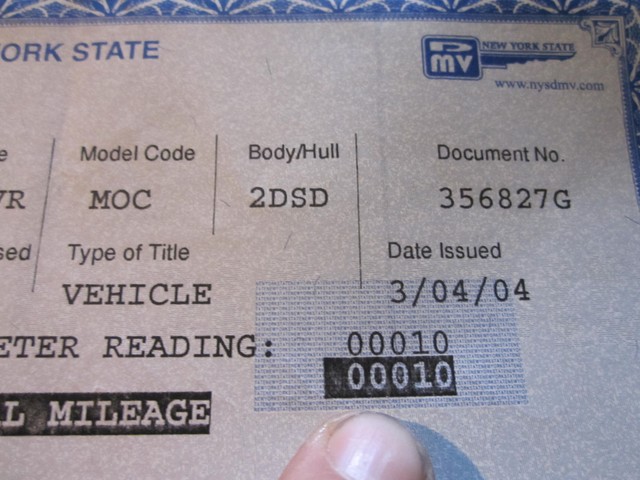 ORK STATE
DMV NEW YORK STATE
www.nysdmv.com
e Model Code Body/Hull Document No.
VR MOC 2DSD 356827G
sed Type of Title Date Issued
VEHICLE 3/04/04
ETER READING: 00010
00010
L MILEAGE